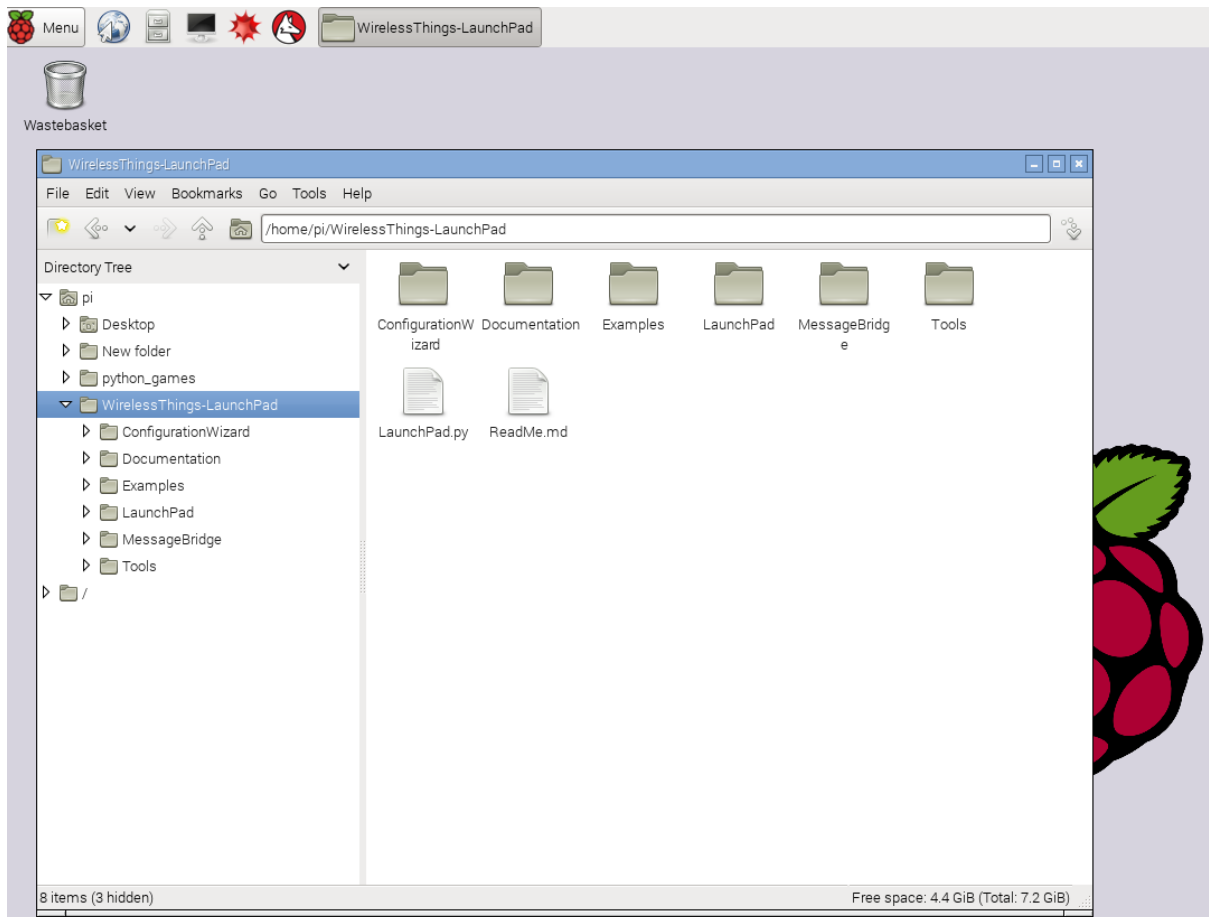 Menu WirelessThings-LaunchPad
Wastebasket
WirelessThings-LaunchPad
File Edit View Bookmarks Go Tools Help
/home/pi/WirelessThings-LaunchPad
Directory Tree
pi
Desktop
New folder
python_games
WirelessThings-LaunchPad
ConfigurationWizard
Documentation
Examples
LaunchPad
MessageBridge
Tools
/
ConfigurationW Documentation Examples LaunchPad MessageBridg Tools
izard e
LaunchPad.py ReadMe.md
8 items (3 hidden) Free space: 4.4 GiB (Total: 7.2 GiB)